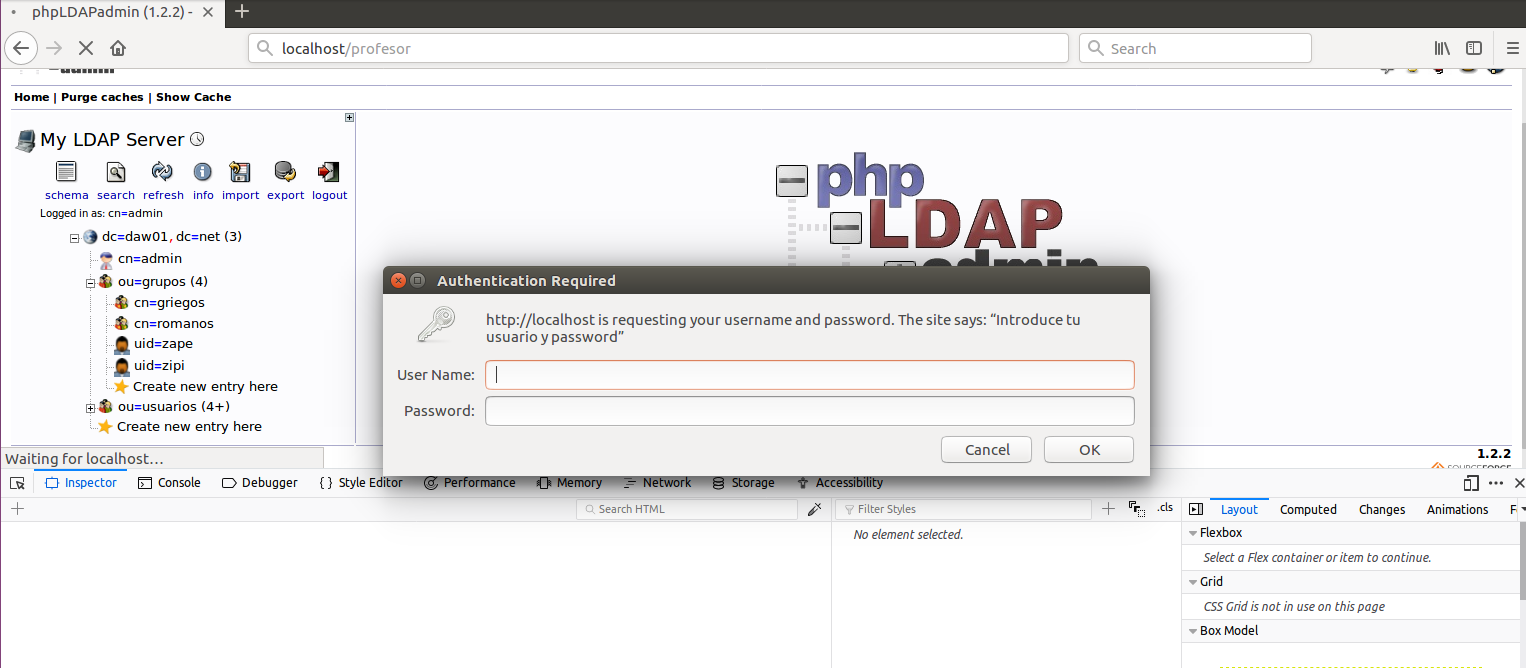 phpLDAPadmin (1.2.2) -
localhost/profesor
Search
Home | Purge caches | Show Cache
My LDAP Server
schema search refresh info import export logout
Logged in as: cn=admin
dc=daw01, dc=net (3)
cn=admin
ou=grupos (4)
cn=griegos
cn=romanos
uid=zape
uid=zipi
Create new entry here
ou=usuarios (4+)
Create new entry here
php
LDAP
admin
Authentication Required
http://localhost is requesting your username and password. The site says: “Introduce tu
usuario y password”
User Name:
Password:
Cancel OK
Waiting for localhost…
1.2.2
SOURCEFORGE
Inspector Console Debugger {} Style Editor Performance Memory Network Storage Accessibility
Search HTML
Filter Styles
.cls
Layout Computed Changes Animations
No element selected.
Flexbox
Select a Flex container or item to continue.
Grid
CSS Grid is not in use on this page
Box Model